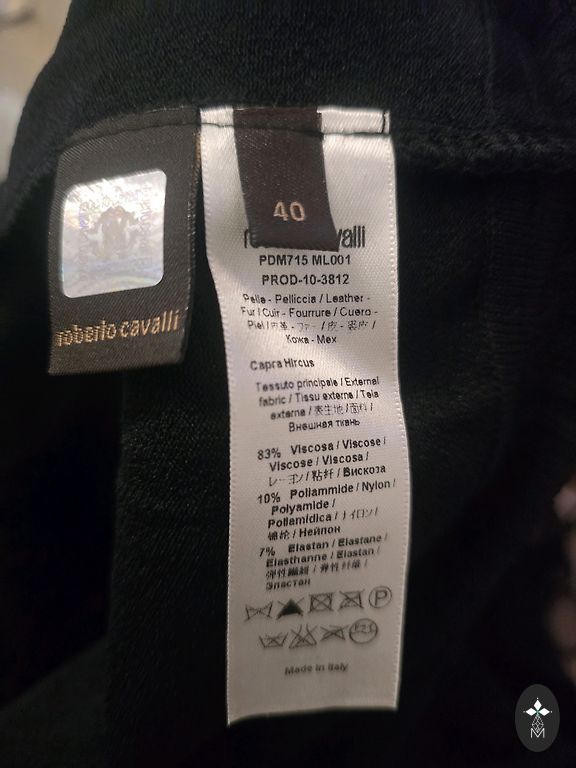 roberto cavalli
40
PDM715 ML001
PROD-10-3812
Pelle - Pelliccia / Leather -
Fur / Cuir - Fourrure / Cuero -
Piel / 皮革 - ファー / 皮 - 裘皮 /
Кожа - Мех
Capra Hircus
Tessuto principale / External
fabric / Tissu externe / Tela
externa / 表生地 / 面料 /
Внешная ткань
83% Viscosa / Viscose /
Viscose / Viscosa /
レーヨン / 粘纤 / Вискоза
10% Poliammide / Nylon /
Polyamide /
Poliamidica / ナイロン /
锦纶 / Нейлон
7% Elastan / Elastane /
Elasthanne / Elastan /
弾性繊維 / 弹性纤维 /
Эластан
P
Made in Italy
M